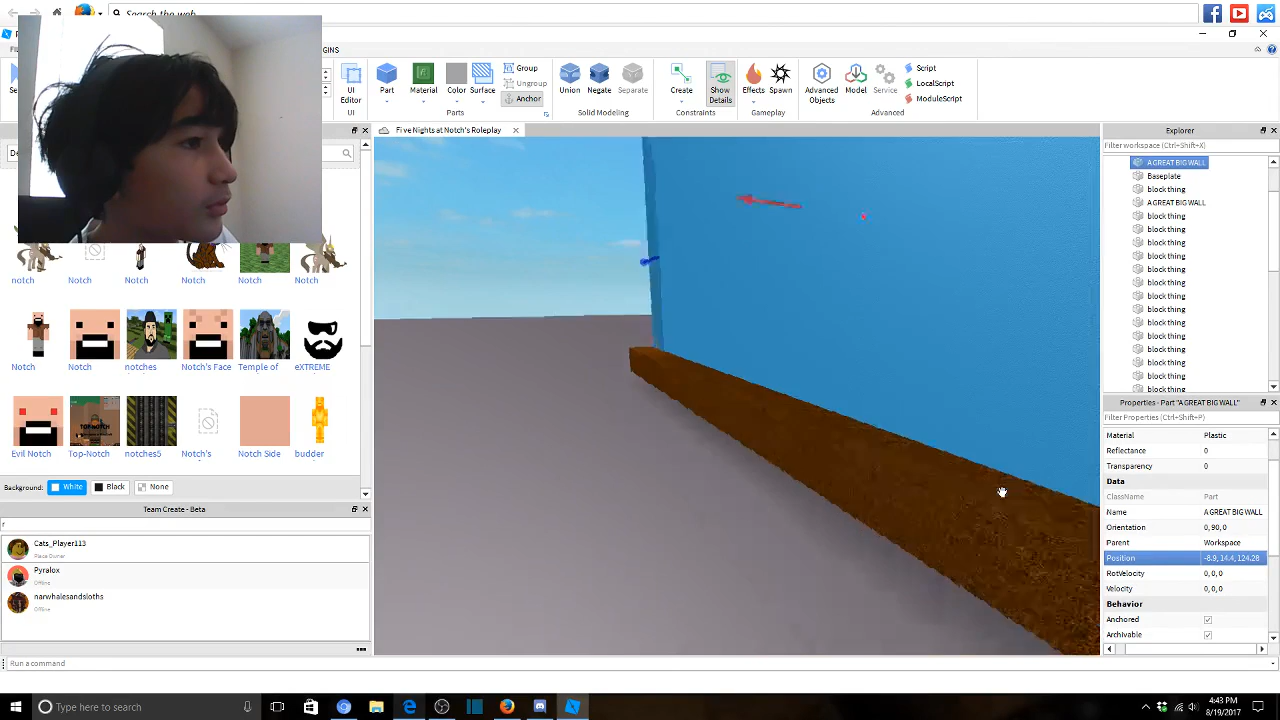 Search the web
GINS
UI
Editor
UI
Part
Material
Color
Surface
Group
Ungroup
Anchor
Parts
Union
Negate
Separate
Solid Modeling
Create
Show
Details
Constraints
Effects
Spawn
Gameplay
Advanced
Objects
Model
Service
Script
LocalScript
ModuleScript
Advanced
Five Nights at Notch's Roleplay
notch
Notch
Notch
Notch
Notch
Notch
Notch
Notch
notches
Notch's Face
Temple of
eXTREME
Evil Notch
Top-Notch
notches5
Notch's
Notch Side
budder
TOP-NOTCH
Background:
White
Black
None
Team Create - Beta
r
Cats_Player113
Place Owner
Pyralox
Offline
narwhalesandsloths
Offline
Run a command
Explorer
Filter workspace (Ctrl+Shift+X)
A GREAT BIG WALL
Baseplate
block thing
A GREAT BIG WALL
block thing
block thing
block thing
block thing
block thing
block thing
block thing
block thing
block thing
block thing
block thing
block thing
block thing
block thing
Properties - Part "A GREAT BIG WALL"
Filter Properties (Ctrl+Shift+P)
Material Plastic
Reflectance 0
Transparency 0
Data
ClassName Part
Name A GREAT BIG WALL
Orientation 0, 90, 0
Parent Workspace
Position -8.9, 14.4, 124.28
RotVelocity 0, 0, 0
Velocity 0, 0, 0
Behavior
Anchored
Archivable
Type here to search
4:43 PM
8/19/2017